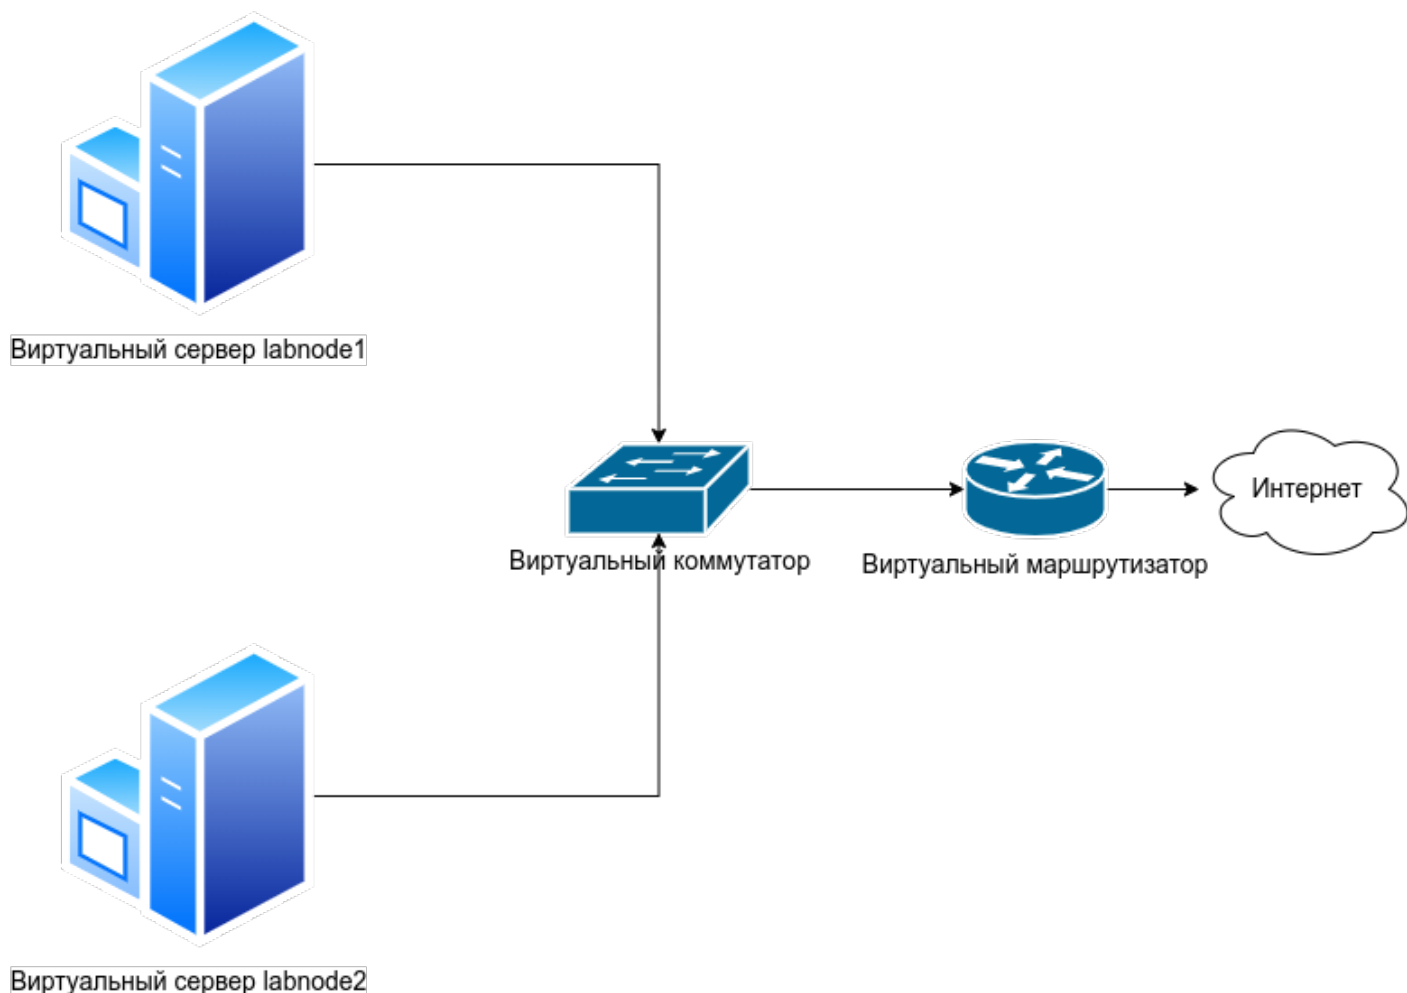 Виртуальный сервер labnode1
Виртуальный коммутатор
Виртуальный маршрутизатор
Интернет
Виртуальный сервер labnode2